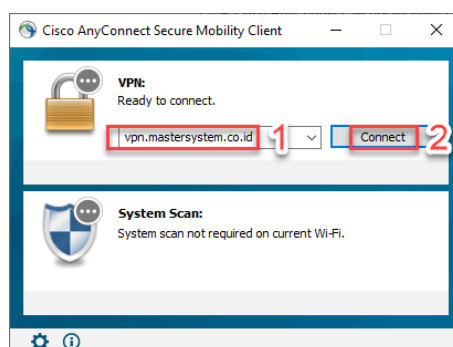 Cisco AnyConnect Secure Mobility Client
VPN:
Ready to connect.
vpn.mastersystem.co.id 1 Connect 2
System Scan:
System scan not required on current Wi-Fi.